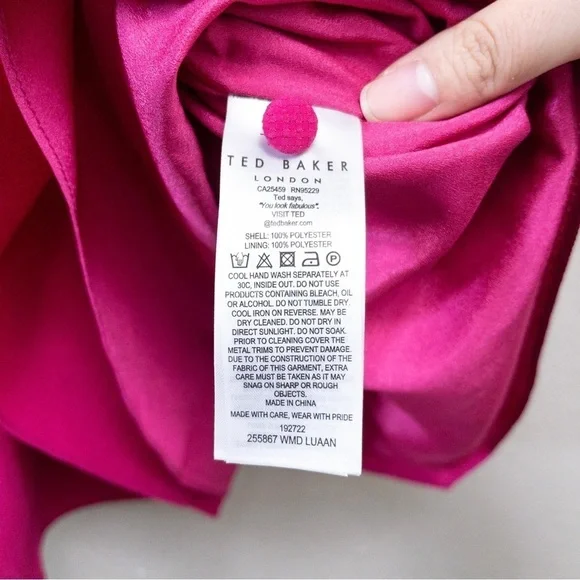 TED BAKER
LONDON
CA25459 RN95229
Ted says,
"You look fabulous".
VISIT TED
@tedbaker.com
SHELL: 100% POLYESTER.
LINING: 100% POLYESTER
P
COOL HAND WASH SEPARATELY AT
30C, INSIDE OUT. DO NOT USE
PRODUCTS CONTAINING BLEACH, OIL
OR ALCOHOL. DO NOT TUMBLE DRY.
COOL IRON ON REVERSE. MAY BE
DRY CLEANED. DO NOT DRY IN
DIRECT SUNLIGHT. DO NOT SOAK.
PRIOR TO CLEANING COVER THE
METAL TRIMS TO PREVENT DAMAGE.
DUE TO THE CONSTRUCTION OF THE
FABRIC OF THIS GARMENT, EXTRA
CARE MUST BE TAKEN AS IT MAY
SNAG ON SHARP OR ROUGH
OBJECTS.
MADE IN CHINA
MADE WITH CARE, WEAR WITH PRIDE
192722
255867 WMD LUAAN